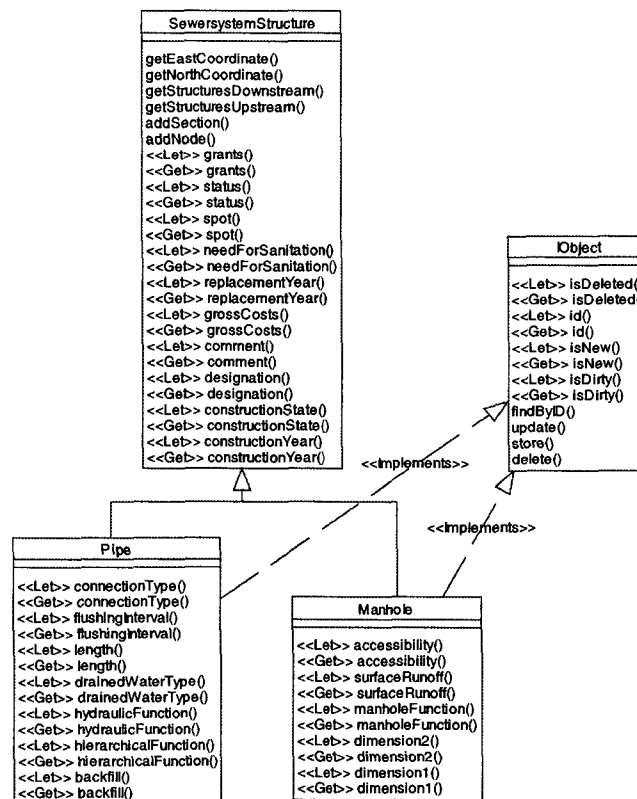 SewersystemStructure
getEastCoordinate()
getNorthCoordinate()
getStructuresDownstream()
getStructuresUpstream()
addSection()
addNode()
<<Let>> grants()
<<Get>> grants()
<<Let>> status()
<<Get>> status()
<<Let>> spot()
<<Get>> spot()
<<Let>> needForSanitation()
<<Get>> needForSanitation()
<<Let>> replacementYear()
<<Get>> replacementYear()
<<Let>> grossCosts()
<<Get>> grossCosts()
<<Let>> comment()
<<Get>> comment()
<<Let>> designation()
<<Get>> designation()
<<Let>> constructionState()
<<Get>> constructionState()
<<Let>> constructionYear()
<<Get>> constructionYear()
IObject
<<Let>> isDeleted()
<<Get>> isDeleted
<<Let>> id()
<<Get>> id()
<<Let>> isNew()
<<Get>> isNew()
<<Let>> isDirty()
<<Get>> isDirty()
findByID()
update()
store()
delete()
<<Implements>>
<<Implements>>
Pipe
<<Let>> connectionType()
<<Get>> connectionType()
<<Let>> flushingInterval()
<<Get>> flushingInterval()
<<Let>> length()
<<Get>> length()
<<Let>> drainedWaterType()
<<Get>> drainedWaterType()
<<Let>> hydraulicFunction()
<<Get>> hydraulicFunction()
<<Let>> hierarchicalFunction()
<<Get>> hierarchicalFunction()
<<Let>> backfill()
<<Get>> backfill()
Manhole
<<Let>> accessibility()
<<Get>> accessibility()
<<Let>> surfaceRunoff()
<<Get>> surfaceRunoff()
<<Let>> manholeFunction()
<<Get>> manholeFunction()
<<Let>> dimension2()
<<Get>> dimension2()
<<Let>> dimension1()
<<Get>> dimension1()